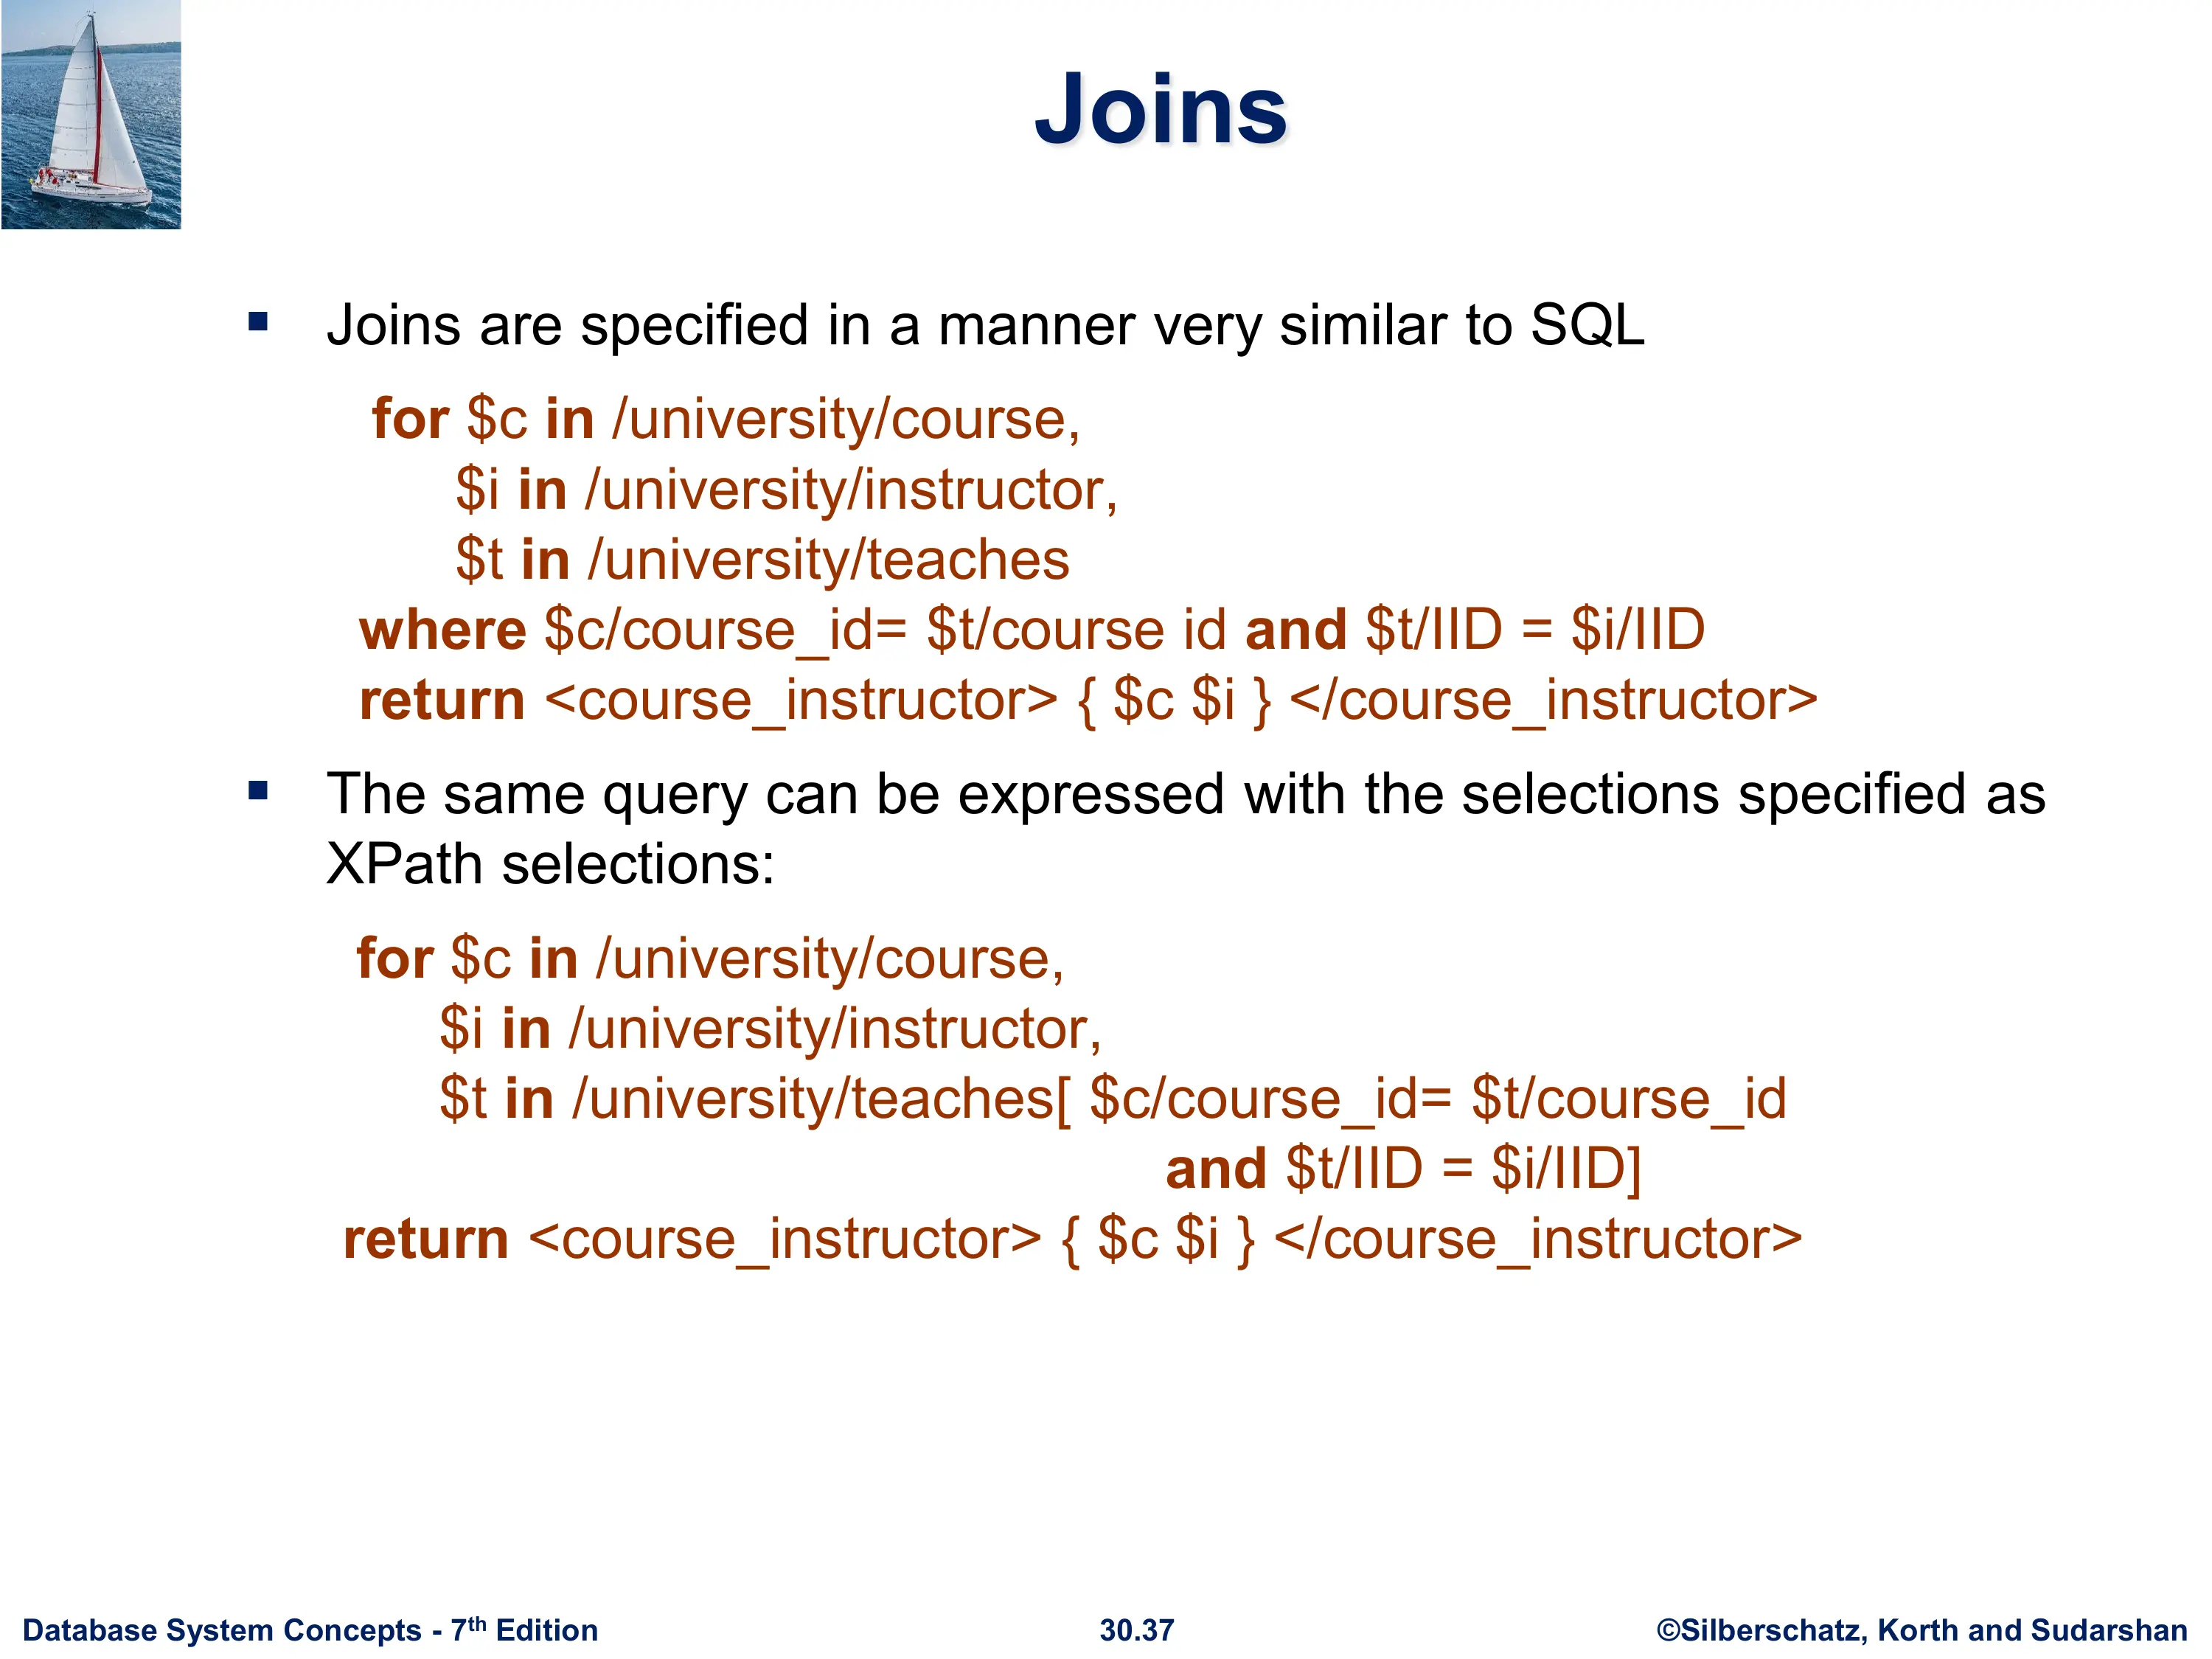 Joins
▪ Joins are specified in a manner very similar to SQL
for $c in /university/course,
$i in /university/instructor,
$t in /university/teaches
where $c/course_id= $t/course id and $t/IID = $i/IID
return <course_instructor> { $c $i } </course_instructor>
▪ The same query can be expressed with the selections specified as
XPath selections:
for $c in /university/course,
$i in /university/instructor,
$t in /university/teaches[ $c/course_id= $t/course_id
and $t/IID = $i/IID]
return <course_instructor> { $c $i } </course_instructor>
Database System Concepts - 7th Edition
30.37
©Silberschatz, Korth and Sudarshan